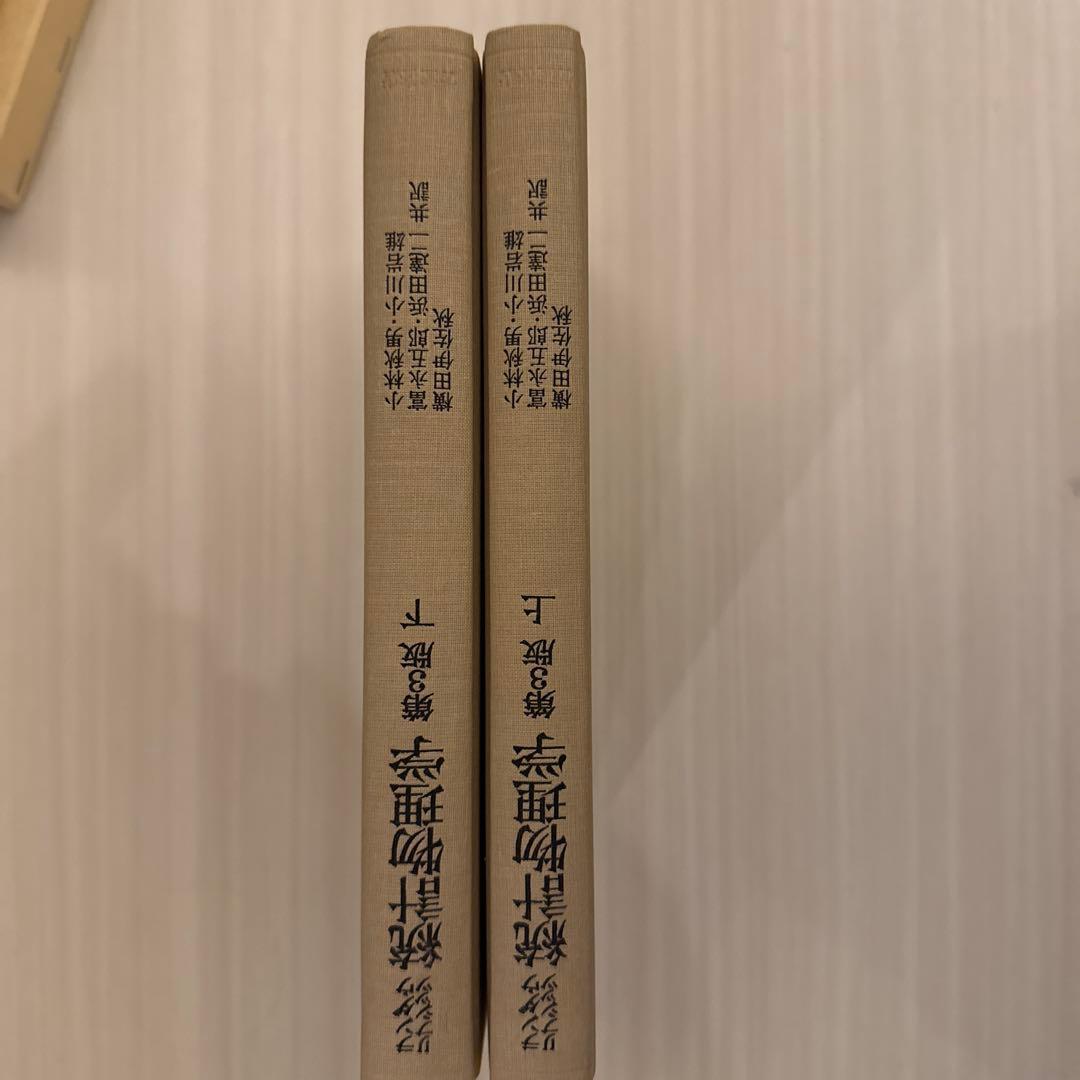 ランダウ
リフシッツ
統計物理学 第3版 下
小林秋男・小川岩雄
富永五郎・浜田達二 共訳
横田伊佐秋
ランダウ
リフシッツ
統計物理学 第3版 上
小林秋男・小川岩雄
富永五郎・浜田達二 共訳
横田伊佐秋